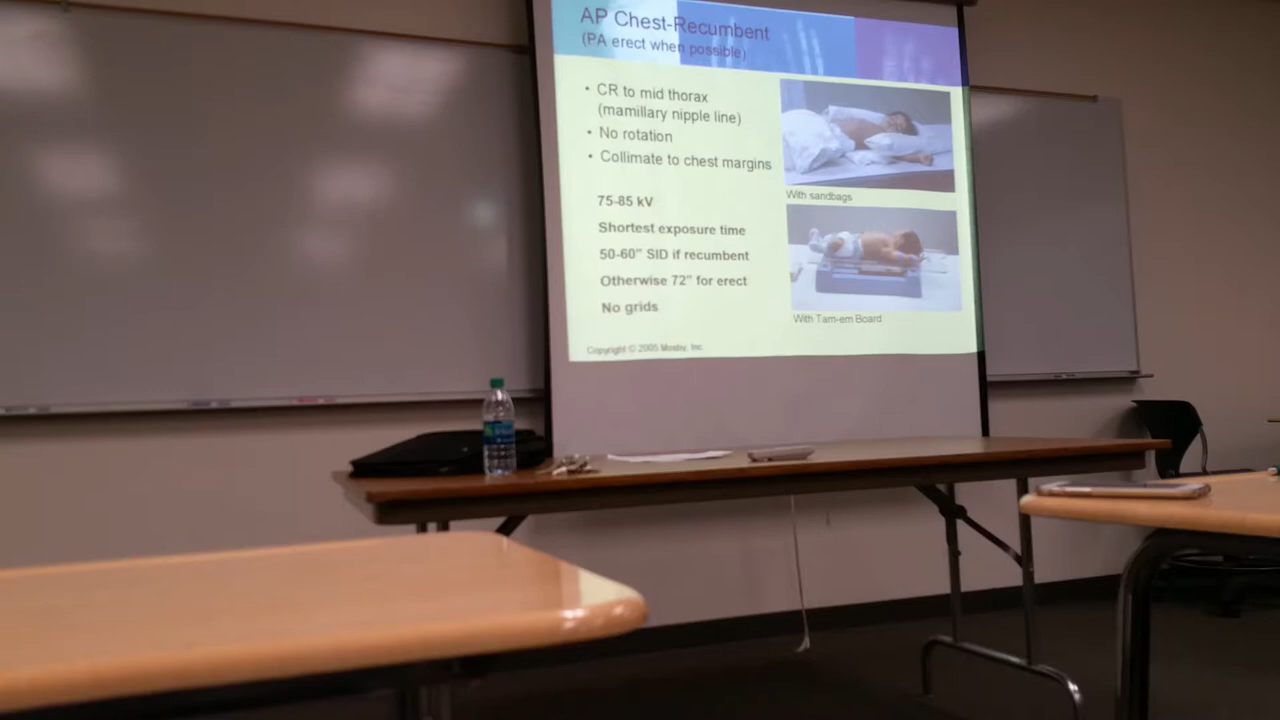 AP Chest-Recumbent
(PA erect when possible)
• CR to mid thorax
(mamillary nipple line)
• No rotation
• Collimate to chest margins
75-85 kV
Shortest exposure time
50-60" SID if recumbent
Otherwise 72" for erect
No grids
With sandbags
With Tam-em Board
Copyright © 2005 Mosby, Inc.